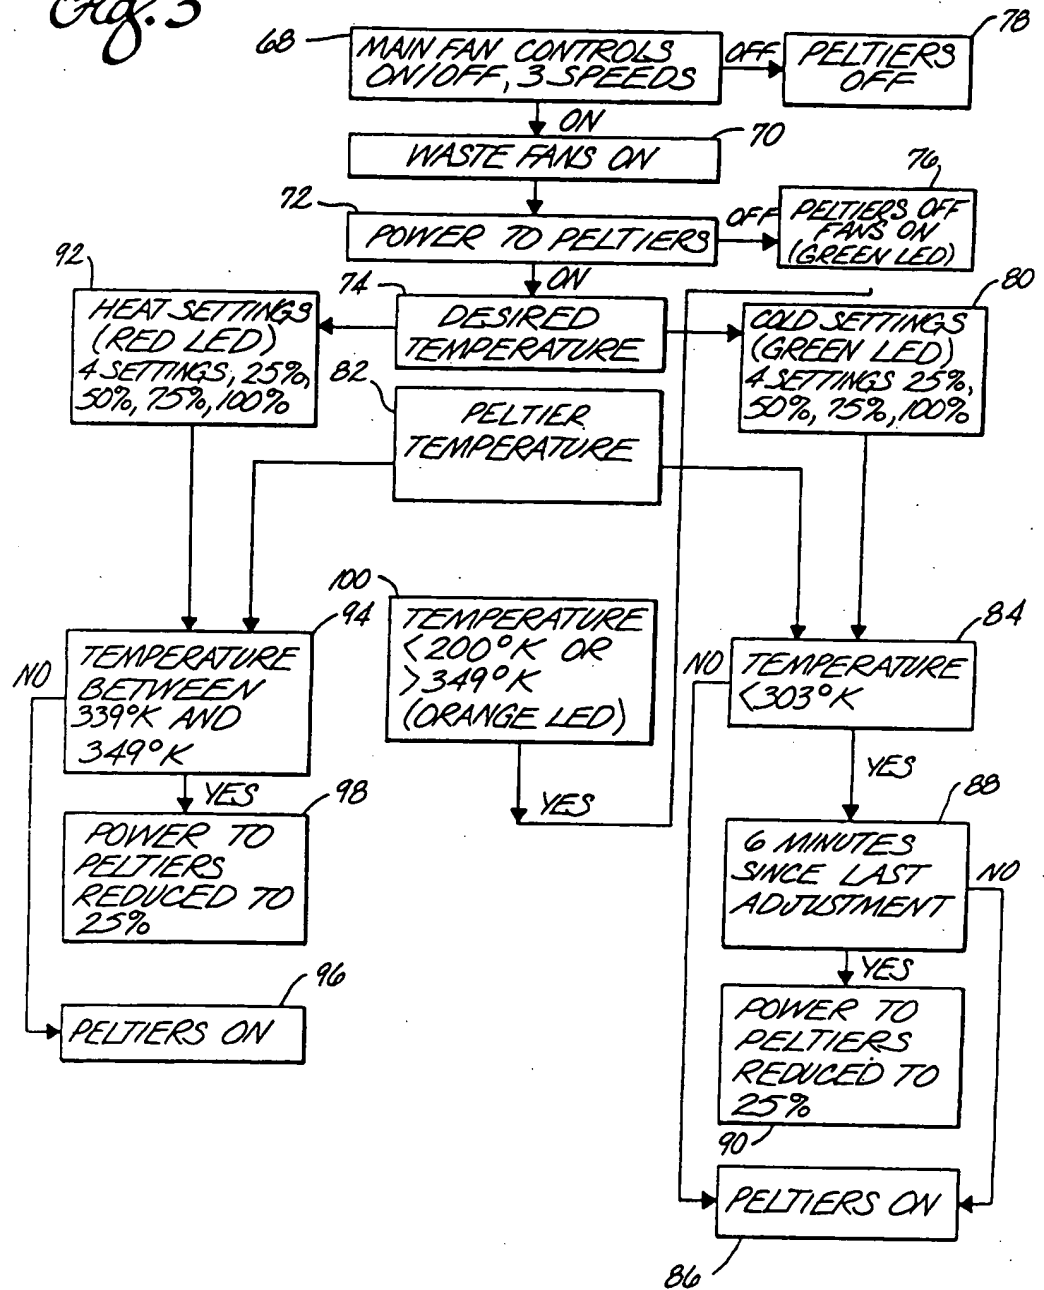 Fig. 3
68
MAIN FAN CONTROLS
ON/OFF, 3 SPEEDS
OFF
PELTIERS
OFF
78
ON
70
WASTE FANS ON
72
POWER TO PELTIERS
OFF
76
PELTIERS OFF
FANS ON
(GREEN LED)
ON
92
HEAT SETTINGS
(RED LED)
4 SETTINGS, 25%,
50%, 75%, 100%
74
DESIRED
TEMPERATURE
80
COLD SETTINGS
(GREEN LED)
4 SETTINGS 25%,
50%, 75%, 100%
82
PELTIER
TEMPERATURE
94
TEMPERATURE
BETWEEN
339°K AND
349°K
NO
YES
100
TEMPERATURE
<200°K OR
>349°K
(ORANGE LED)
YES
84
TEMPERATURE
<303°K
NO
YES
98
POWER TO
PELTIERS
REDUCED TO
25%
88
6 MINUTES
SINCE LAST
ADJUSTMENT
NO
YES
96
PELTIERS ON
POWER TO
PELTIERS
REDUCED TO
25%
90
PELTIERS ON
86